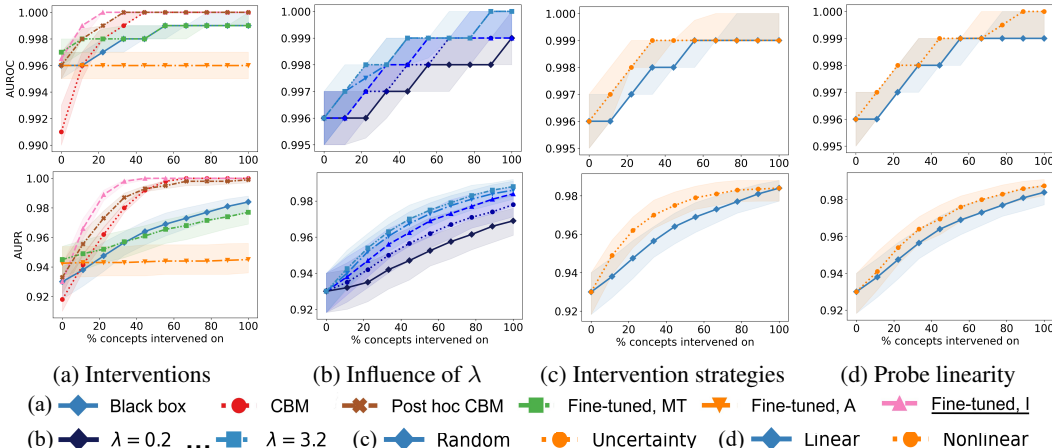 1.000
0.998
0.996
0.994
0.992
0.990
AUROC
0 20 40 60 80 100
1.000
0.999
0.998
0.997
0.996
0.995
0 20 40 60 80 100
1.000
0.999
0.998
0.997
0.996
0.995
0 20 40 60 80 100
1.000
0.999
0.998
0.997
0.996
0.995
0 20 40 60 80 100
1.00
0.98
0.96
0.94
0.92
AUPR
0 20 40 60 80 100
% concepts intervened on
0.98
0.96
0.94
0.92
0 20 40 60 80 100
% concepts intervened on
0.98
0.96
0.94
0.92
0 20 40 60 80 100
% concepts intervened on
0.98
0.96
0.94
0.92
0 20 40 60 80 100
% concepts intervened on
(a) Interventions (b) Influence of λ (c) Intervention strategies (d) Probe linearity
(a) Black box CBM Post hoc CBM Fine-tuned, MT Fine-tuned, A Fine-tuned, I
(b) λ = 0.2 ... λ = 3.2 (c) Random Uncertainty (d) Linear Nonlinear